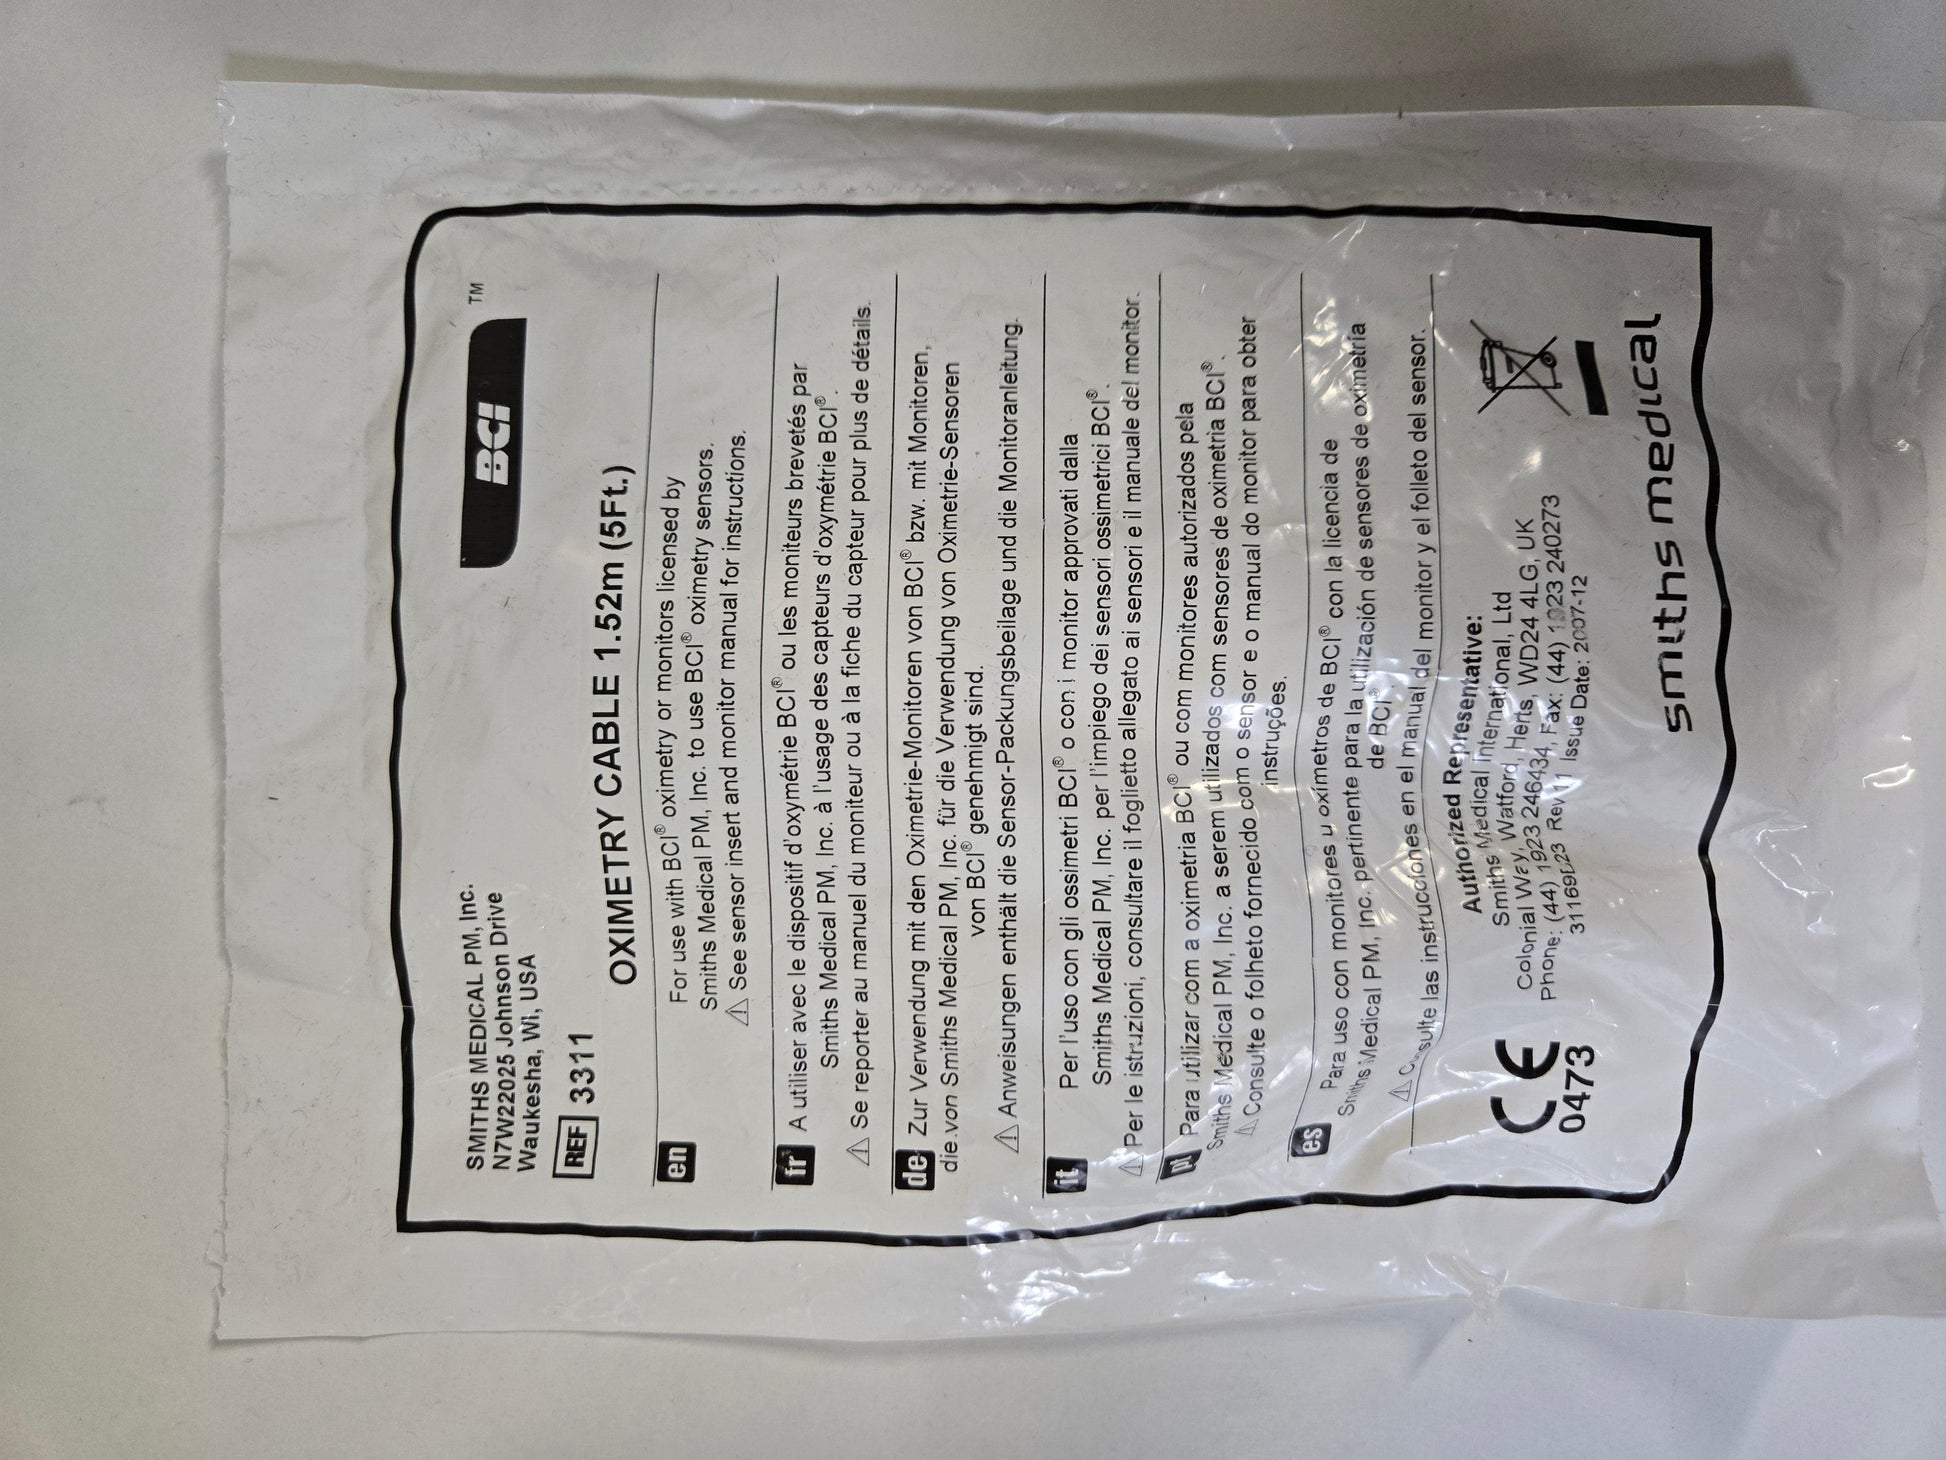 SMITHS MEDICAL PM, Inc.
N7W22025 Johnson Drive
Waukesha, Wi, USA
BCI™
REF 3311
OXIMETRY CABLE 1.52m (5Ft.)
en For use with BCI® oximetry or monitors licensed by
Smiths Medical PM, Inc. to use BCI® oximetry sensors.
⚠ See sensor insert and monitor manual for instructions.
fr A utiliser avec le dispositif d'oxymétrie BCI® ou les moniteurs brevetés par
Smiths Medical PM, Inc. à l'usage des capteurs d'oxymétrie BCI®.
⚠ Se reporter au manuel du moniteur ou à la fiche du capteur pour plus de détails.
de Zur Verwendung mit den Oximetrie-Monitoren von BCI® bzw. mit Monitoren,
die von Smiths Medical PM, Inc. für die Verwendung von Oximetrie-Sensoren
von BCI® genehmigt sind.
⚠ Anweisungen enthält die Sensor-Packungsbeilage und die Monitoranleitung.
it Per l'uso con gli ossimetri BCI® o con i monitor approvati dalla
Smiths Medical PM, Inc. per l'impiego dei sensori ossimetrici BCI®.
⚠ Per le istruzioni, consultare il foglietto allegato ai sensori e il manuale del monitor.
pt Para utilizar com a oximetria BCI® ou com monitores autorizados pela
Smiths Medical PM, Inc. a serem utilizados com sensores de oximetria BCI®.
⚠ Consulte o folheto fornecido com o sensor e o manual do monitor para obter
instruções.
es Para uso con monitores u oxímetros de BCI® con la licencia de
Smiths Medical PM, Inc. pertinente para la utilización de sensores de oximetría
de BCI®
⚠ Consulte las instrucciones en el manual del monitor y el folleto del sensor.
CE
0473
Authorized Representative:
Smiths Medical International, Ltd
Colonial Way, Watford, Herts, WD24 4LG, UK
Phone: (44) 1923 246434, Fax: (44) 1923 240273
Rev 11 Issue Date: 2007-12
smiths medical